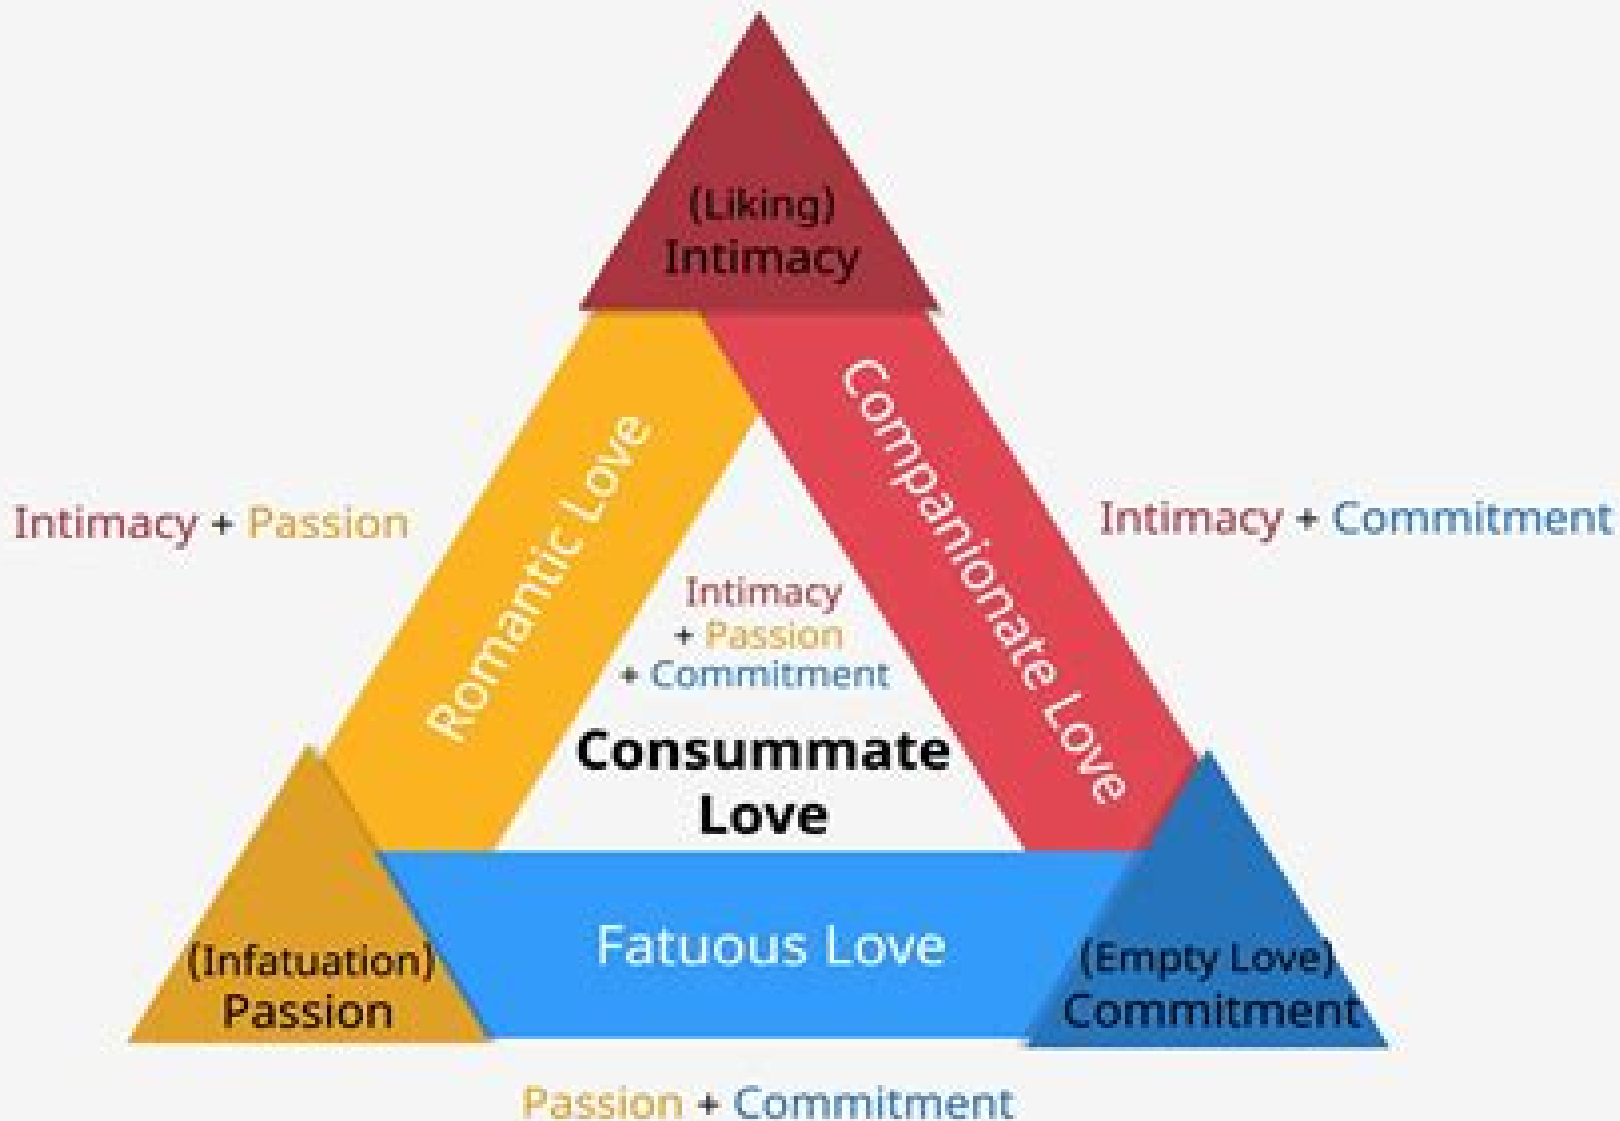 (Liking)
Intimacy
Romantic Love
Companionate Love
Intimacy + Passion
Intimacy + Commitment
Intimacy
+ Passion
+ Commitment
Consummate
Love
(Infatuation)
Passion
Fatuous Love
(Empty Love)
Commitment
Passion + Commitment